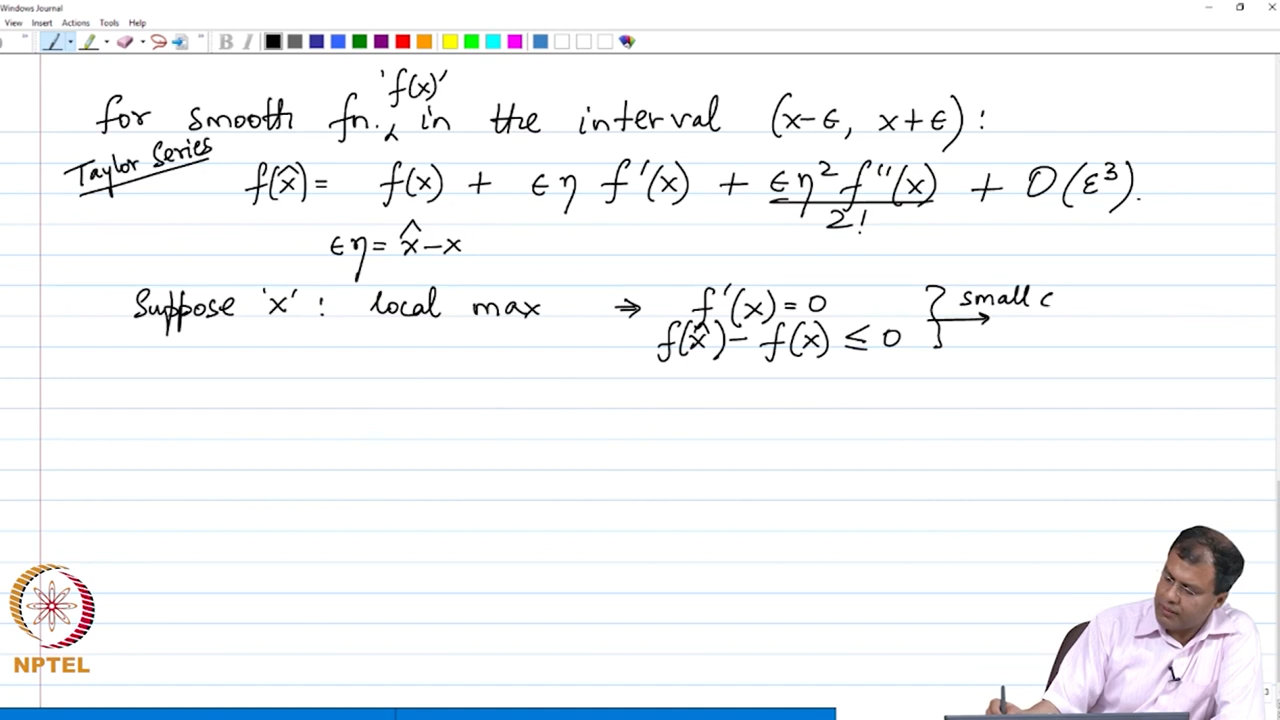 Windows Journal
View Insert Actions Tools Help
'f(x)'
for smooth fn. in the interval (x-ϵ, x+ϵ):
Taylor Series
f(x̂) = f(x) + ϵη f'(x) + ϵη² f''(x)/2! + O(ε³).
ϵη = x̂-x
Suppose 'x' : local max ⇒ f'(x) = 0 } small c
f(x̂) - f(x) ≤ 0
NPTEL